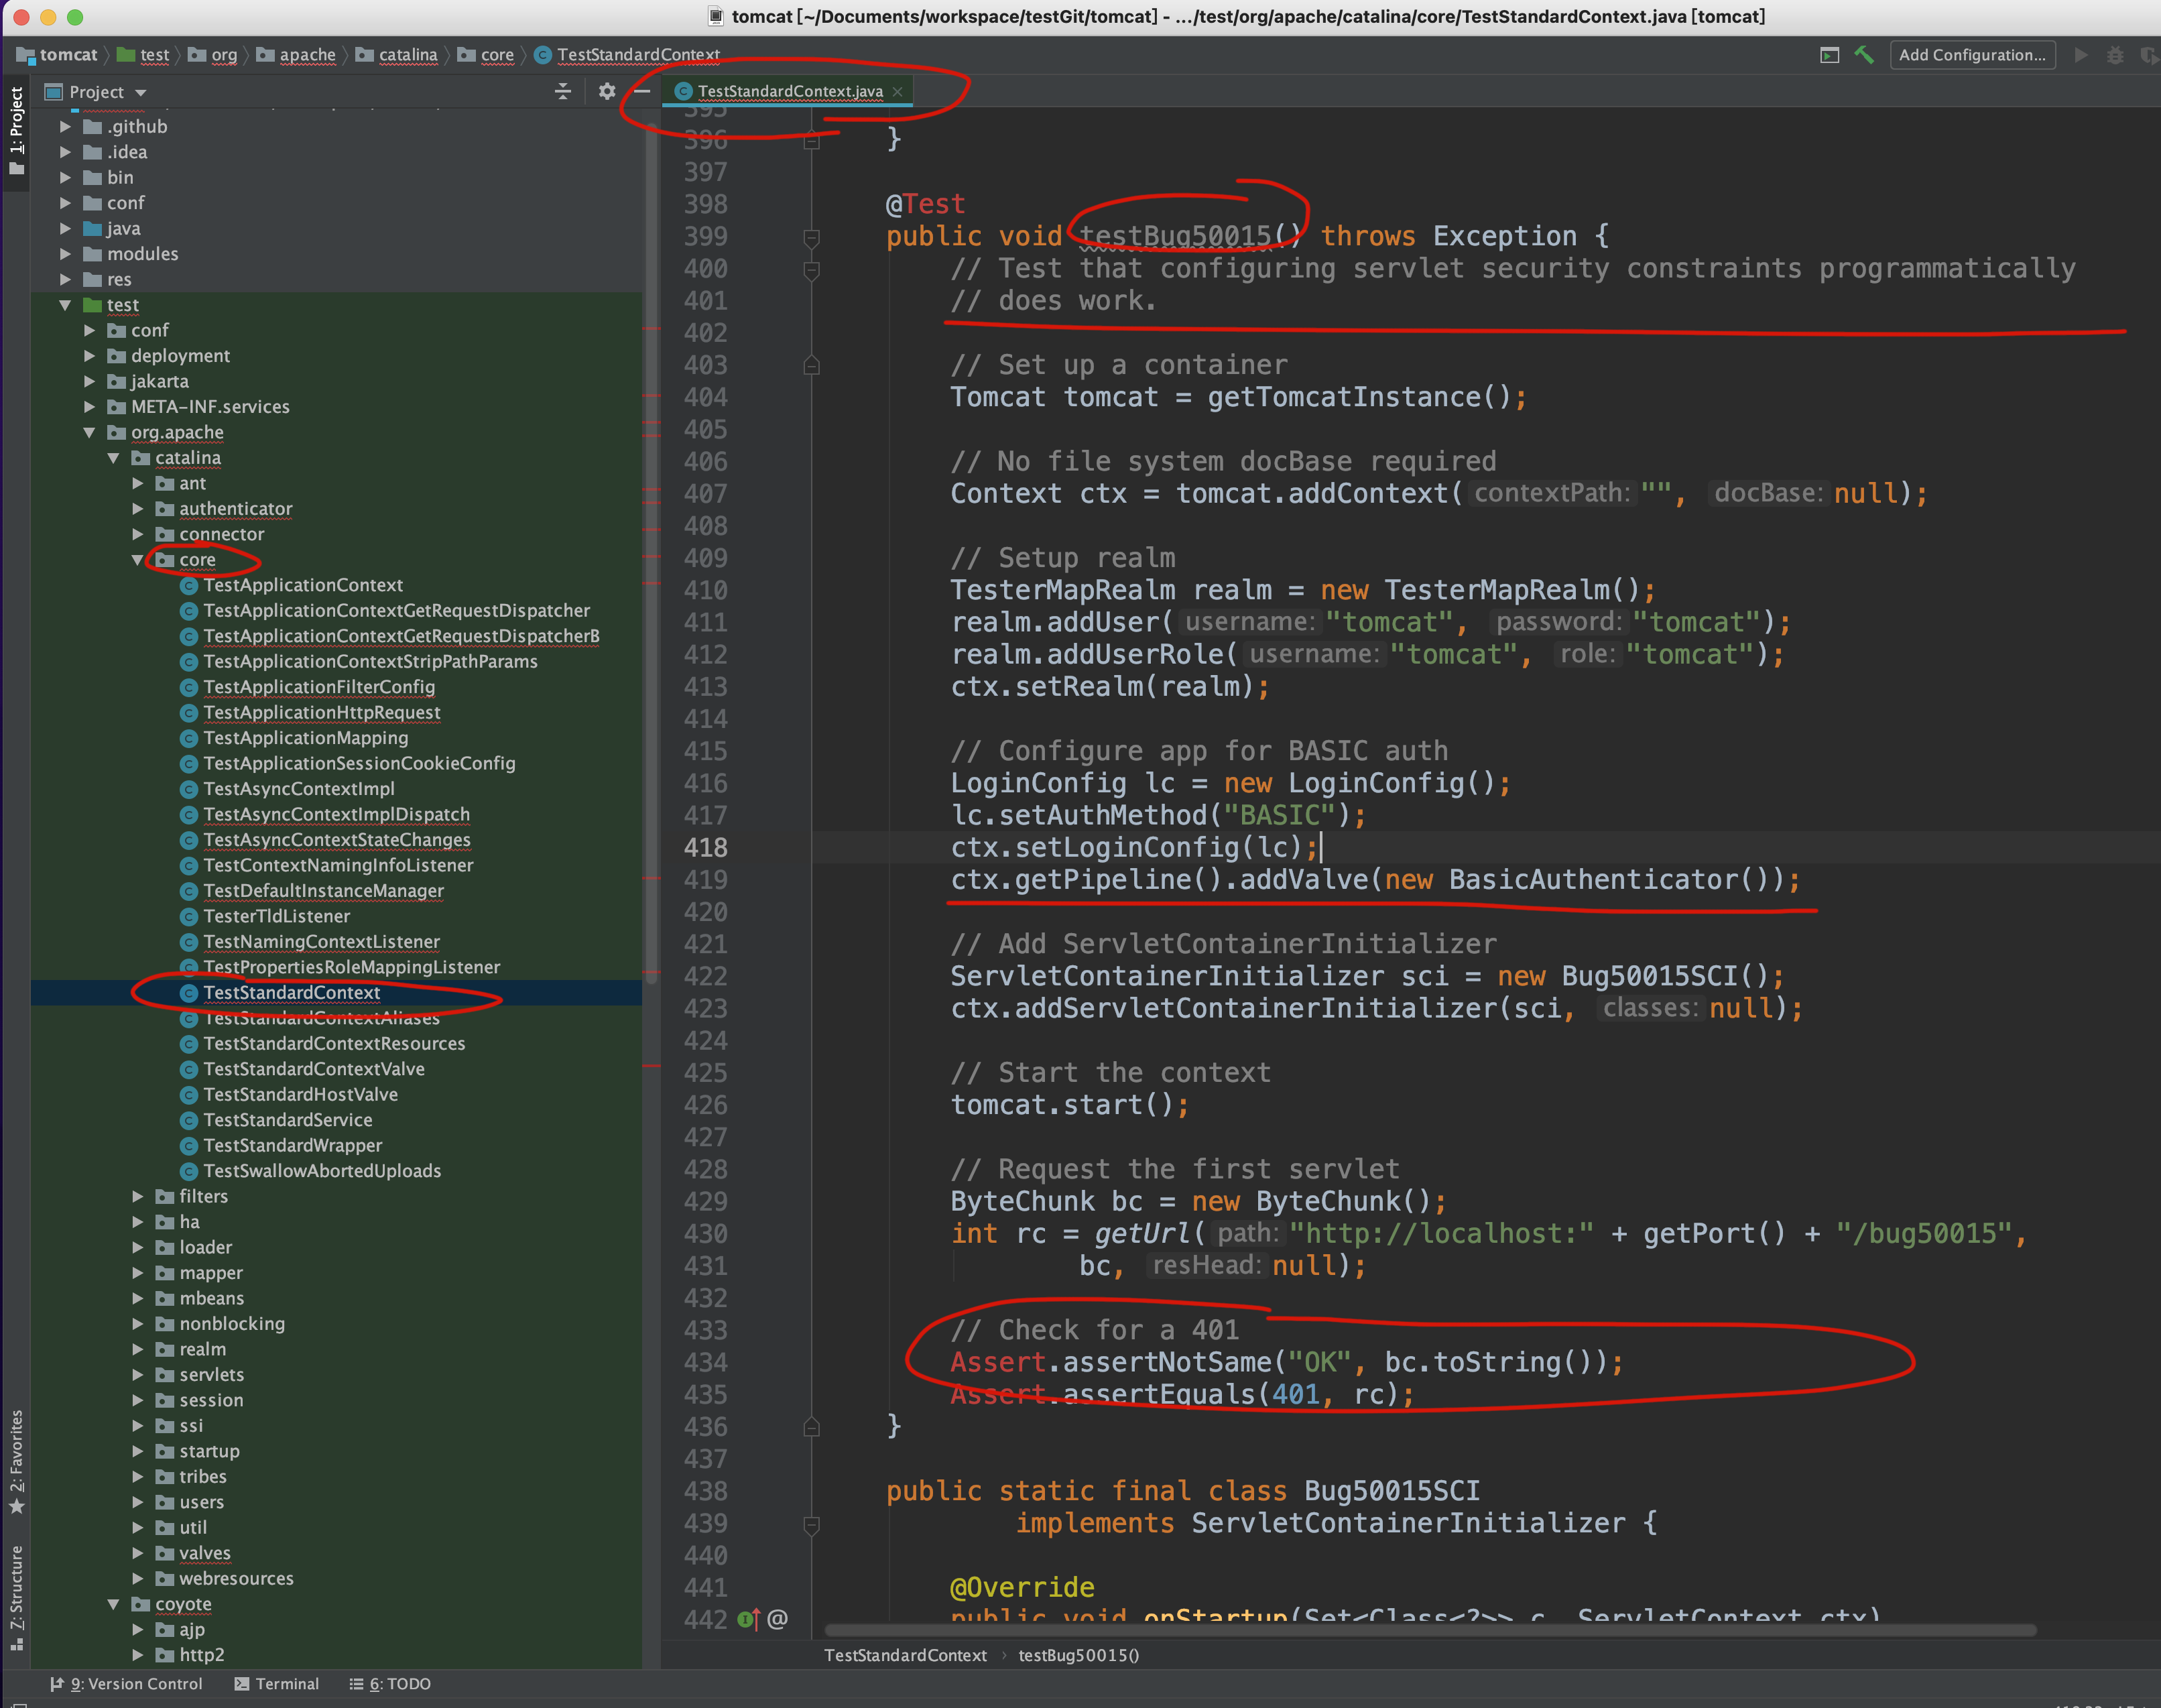 tomcat [~/Documents/workspace/testGit/tomcat] - .../test/org/apache/catalina/core/TestStandardContext.java [tomcat]
tomcat test org apache catalina core TestStandardContext
Add Configuration...
1: Project
Project
.github
.idea
bin
conf
java
modules
res
test
conf
deployment
jakarta
META-INF.services
org.apache
catalina
ant
authenticator
connector
core
TestApplicationContext
TestApplicationContextGetRequestDispatcher
TestApplicationContextGetRequestDispatcherB
TestApplicationContextStripPathParams
TestApplicationFilterConfig
TestApplicationHttpRequest
TestApplicationMapping
TestApplicationSessionCookieConfig
TestAsyncContextImpl
TestAsyncContextImplDispatch
TestAsyncContextStateChanges
TestContextNamingInfoListener
TestDefaultInstanceManager
TesterTldListener
TestNamingContextListener
TestPropertiesRoleMappingListener
TestStandardContext
TestStandardContextAliases
TestStandardContextResources
TestStandardContextValve
TestStandardHostValve
TestStandardService
TestStandardWrapper
TestSwallowAbortedUploads
filters
ha
loader
mapper
mbeans
nonblocking
realm
servlets
session
ssi
startup
tribes
users
util
valves
webresources
coyote
ajp
http2
2: Favorites
Z: Structure
TestStandardContext.java
395
396 }
397
398 @Test
399 public void testBug50015() throws Exception {
400 // Test that configuring servlet security constraints programmatically
401 // does work.
402
403 // Set up a container
404 Tomcat tomcat = getTomcatInstance();
405
406 // No file system docBase required
407 Context ctx = tomcat.addContext( contextPath: "", docBase: null);
408
409 // Setup realm
410 TesterMapRealm realm = new TesterMapRealm();
411 realm.addUser( username: "tomcat", password: "tomcat");
412 realm.addUserRole( username: "tomcat", role: "tomcat");
413 ctx.setRealm(realm);
414
415 // Configure app for BASIC auth
416 LoginConfig lc = new LoginConfig();
417 lc.setAuthMethod("BASIC");
418 ctx.setLoginConfig(lc);
419 ctx.getPipeline().addValve(new BasicAuthenticator());
420
421 // Add ServletContainerInitializer
422 ServletContainerInitializer sci = new Bug50015SCI();
423 ctx.addServletContainerInitializer(sci, classes: null);
424
425 // Start the context
426 tomcat.start();
427
428 // Request the first servlet
429 ByteChunk bc = new ByteChunk();
430 int rc = getUrl( path: "http://localhost:" + getPort() + "/bug50015",
431 bc, resHead: null);
432
433 // Check for a 401
434 Assert.assertNotSame("OK", bc.toString());
435 Assert.assertEquals(401, rc);
436 }
437
438 public static final class Bug50015SCI
439 implements ServletContainerInitializer {
440
441 @Override
442 @ public void onStartup(Set<Class<?>> c, ServletContext ctx)
TestStandardContext › testBug50015()
9: Version Control Terminal 6: TODO